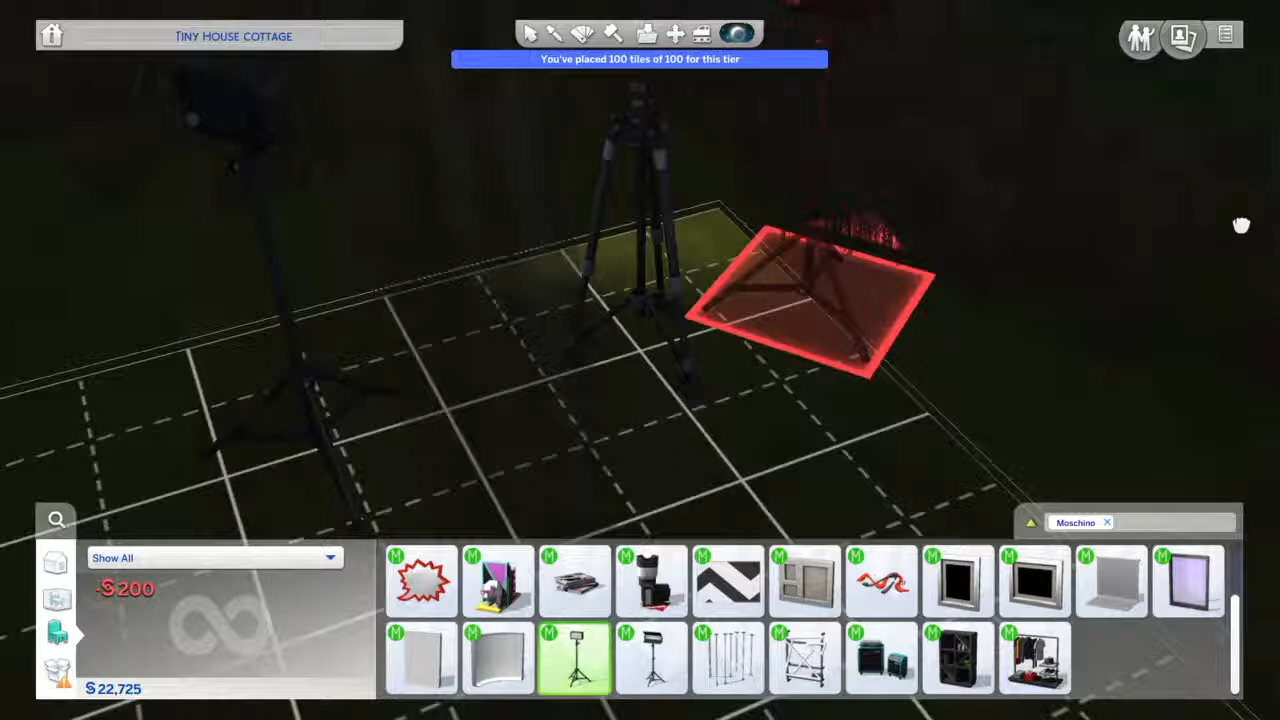 TINY HOUSE COTTAGE
You've placed 100 tiles of 100 for this tier
Moschino
Show All
-§200
§22,725
M M M M M M M M M M M
M M M M M M M M M